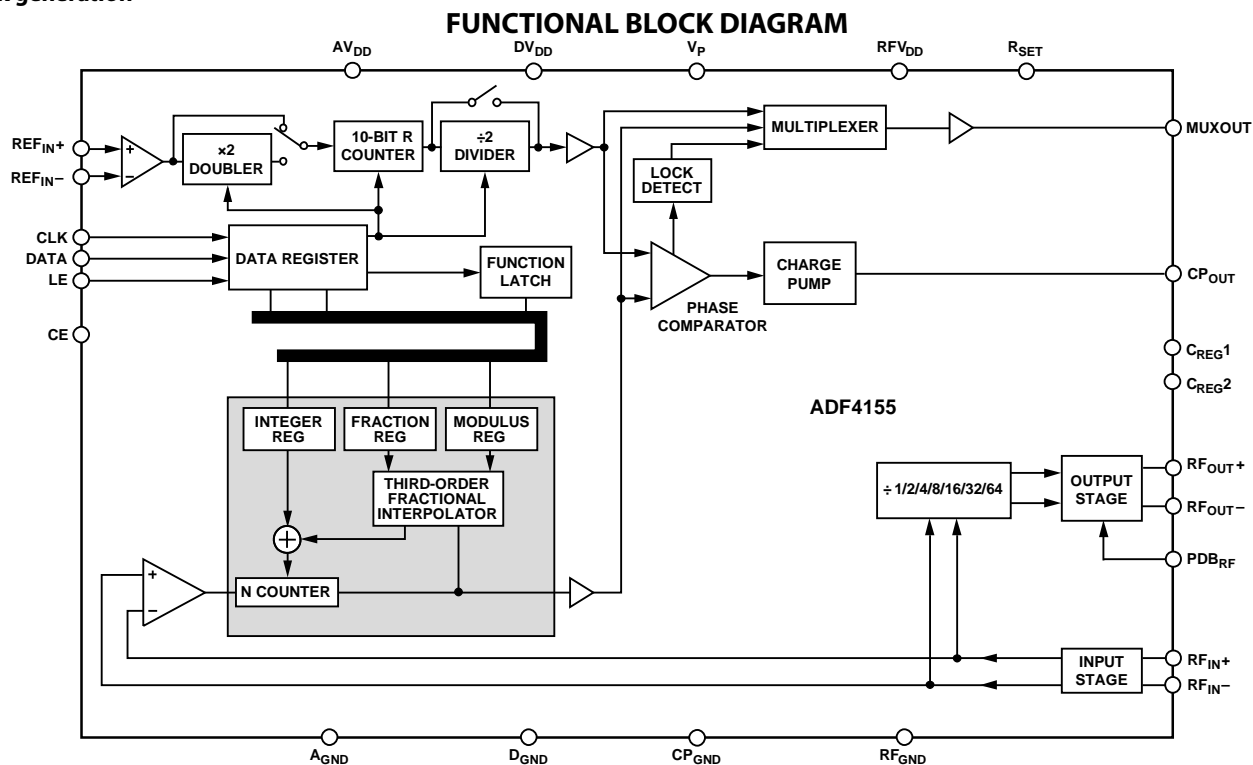 FUNCTIONAL BLOCK DIAGRAM
AVDD
DVDD
VP
RFVDD
RSET
REFIN+
REFIN–
+
–
×2
DOUBLER
10-BIT R
COUNTER
÷2
DIVIDER
MULTIPLEXER
MUXOUT
LOCK
DETECT
CLK
DATA
LE
DATA REGISTER
FUNCTION
LATCH
CHARGE
PUMP
CPOUT
PHASE
COMPARATOR
CE
CREG1
CREG2
ADF4155
INTEGER
REG
FRACTION
REG
MODULUS
REG
THIRD-ORDER
FRACTIONAL
INTERPOLATOR
+
÷ 1/2/4/8/16/32/64
OUTPUT
STAGE
RFOUT+
RFOUT–
PDBRF
+
–
N COUNTER
INPUT
STAGE
RFIN+
RFIN–
AGND
DGND
CPGND
RFGND